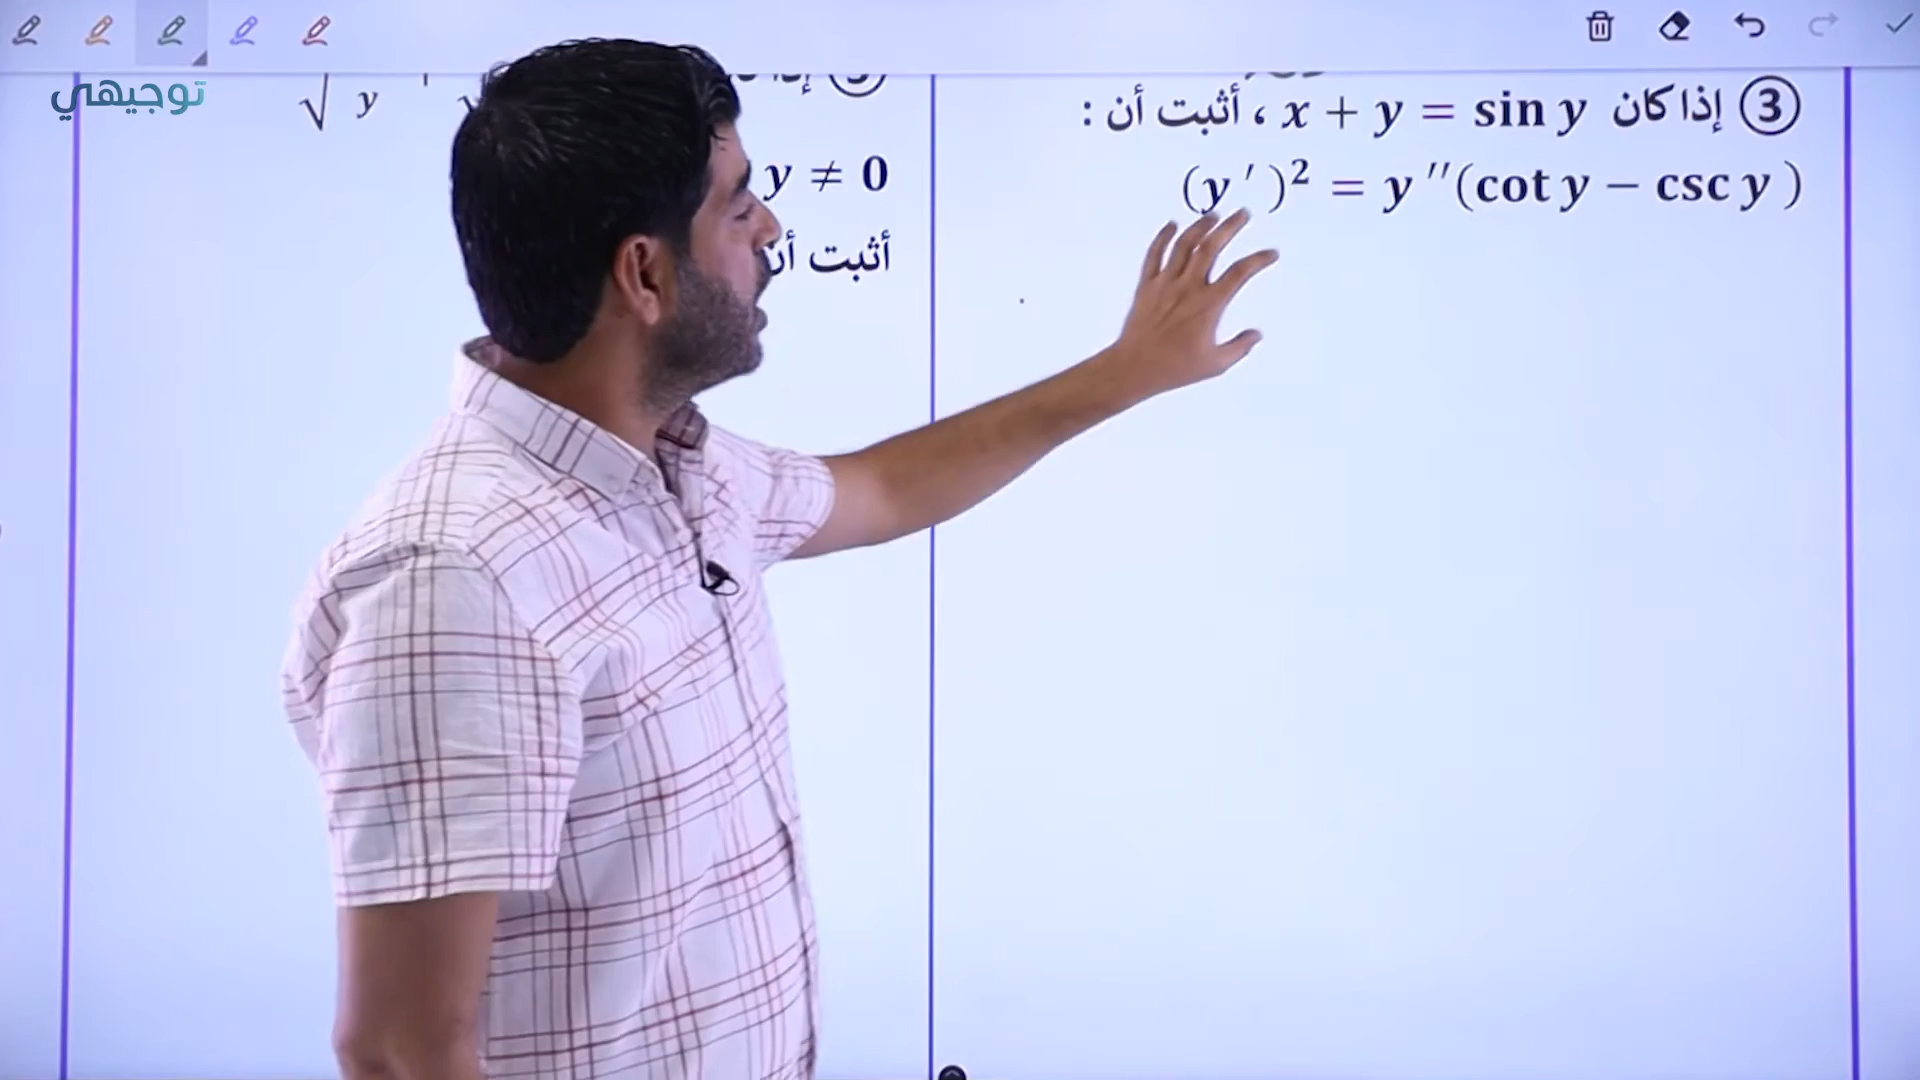 ③ إذا كان x + y = sin y ، أثبت أن :
(y′)² = y″(cot y − csc y)
y ≠ 0
أثبت أن
توجيهي
√ y